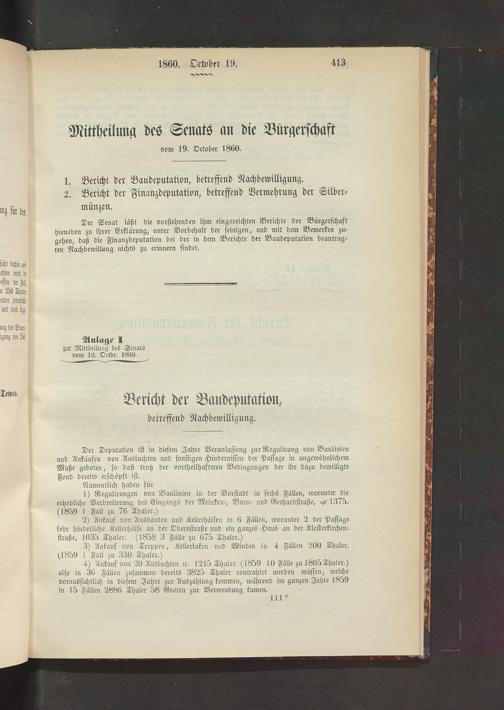 1860. October 19.
413
Mittheilung des Senats an die Bürgerschaft
vom 19. October 1860.
1. Bericht der Baudeputation, betreffend Nachbewilligung.
2. Bericht der Finanzdeputation, betreffend Vermehrung der Silber-
münzen.
Der Senat läßt die vorstehenden ihm eingereichten Berichte der Bürgerschaft
hieneben zu ihrer Erklärung, unter Vorbehalt der seinigen, und mit dem Bemerken zu-
gehen, daß die Finanzdeputation bei der in dem Berichte der Baudeputation beantrag-
ten Nachbewillung nichts zu erinnern findet.
Anlage I
zur Mittheilung des Senats
vom 19. Octbr. 1860.
Bericht der Baudeputation,
betreffend Nachbewilligung.
Der Deputation ist in diesem Jahre Veranlassung zur Regulirung von Baulinien
und Ankäufen von Ausluchten und sonstigen Hindernissen der Passage in ungewöhnlichem
Maße geboten, so daß trotz der vortheilhafteren Bedingungen der ihr dazu bewilligte
Fond bereits erschöpft ist.
Namentlich haben für
1) Regulirungen von Baulinien in der Vorstadt in sechs Fällen, worunter die
erhebliche Verbreiterung des Eingangs der Meinken-, Born- und Gerhardstraße, 1375.
(1859 1 Fall zu 76 Thaler.)
2) Ankauf von Ausbauten und Kellerhälsen in 6 Fällen, worunter 2 der Passage
sehr hinderliche Kellerhälse an der Obernstraße und ein ganzes Haus an der Klosterkirchen-
straße, 1035 Thaler. (1859 3 Fälle zu 675 Thaler.)
3) Ankauf von Treppen, Kellerluken und Winden in 4 Fällen 200 Thaler.
(1859 1 Fall zu 330 Thaler.)
4) Ankauf von 20 Ausluchten ꝛc. 1215 Thaler. (1859 10 Fälle zu 1805 Thaler.)
also in 36 Fällen zusammen bereits 3825 Thaler contrahirt werden müssen, welche
voraussichtlich in diesem Jahre zur Auszahlung kommen, während im ganzen Jahre 1859
in 15 Fällen 2886 Thaler 58 Groten zur Verwendung kamen.
111*